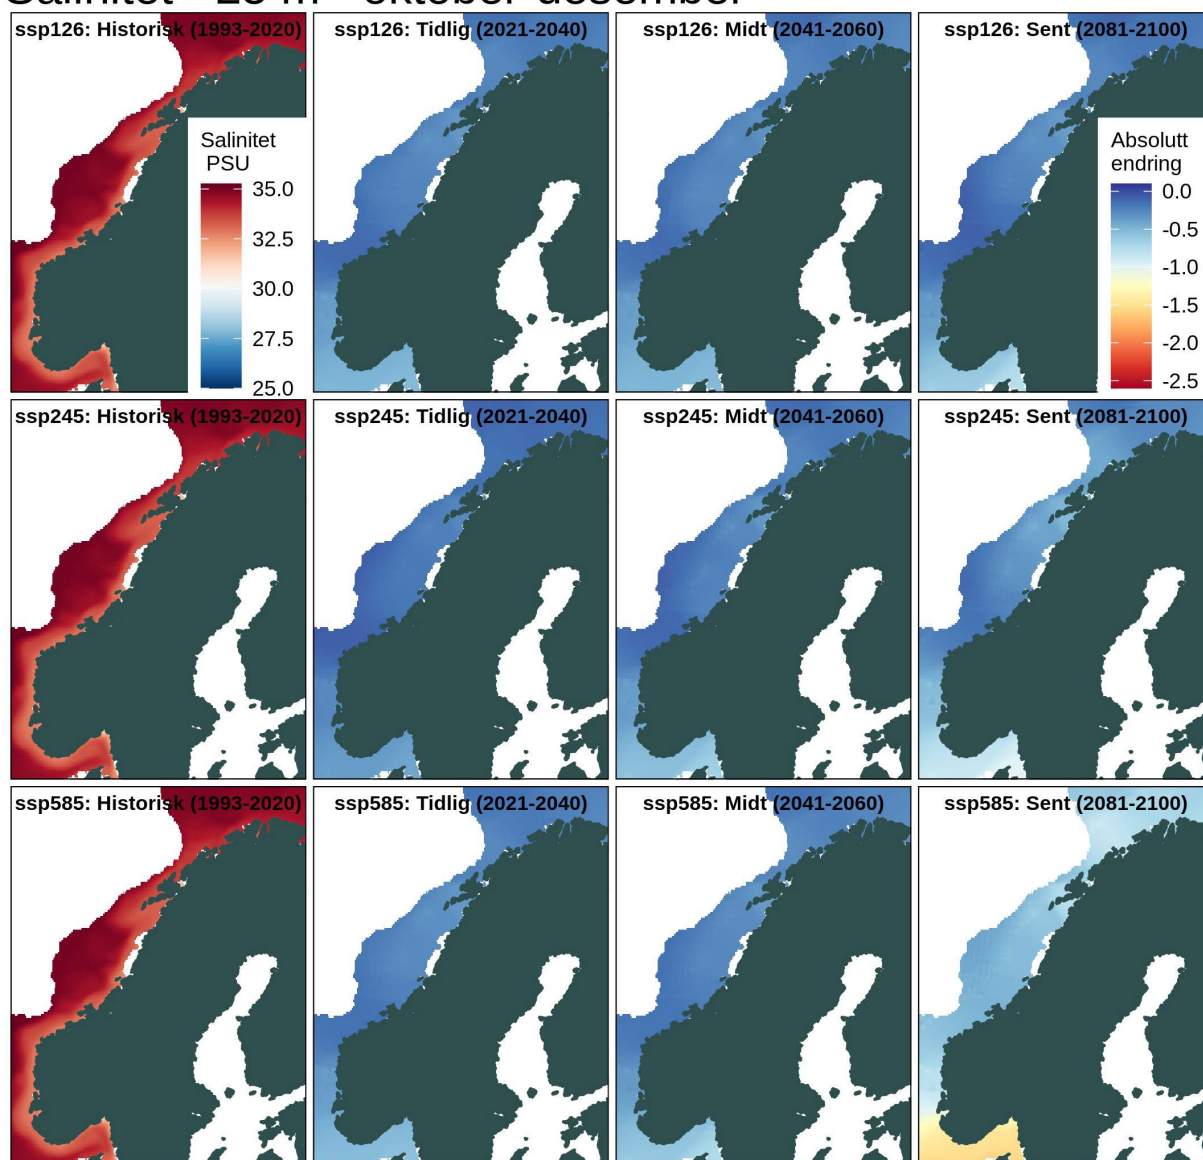 ssp126: Historisk (1993-2020)
ssp126: Tidlig (2021-2040)
ssp126: Midt (2041-2060)
ssp126: Sent (2081-2100)
Salinitet
PSU
35.0
32.5
30.0
27.5
25.0
Absolutt
endring
0.0
-0.5
-1.0
-1.5
-2.0
-2.5
ssp245: Historisk (1993-2020)
ssp245: Tidlig (2021-2040)
ssp245: Midt (2041-2060)
ssp245: Sent (2081-2100)
ssp585: Historisk (1993-2020)
ssp585: Tidlig (2021-2040)
ssp585: Midt (2041-2060)
ssp585: Sent (2081-2100)